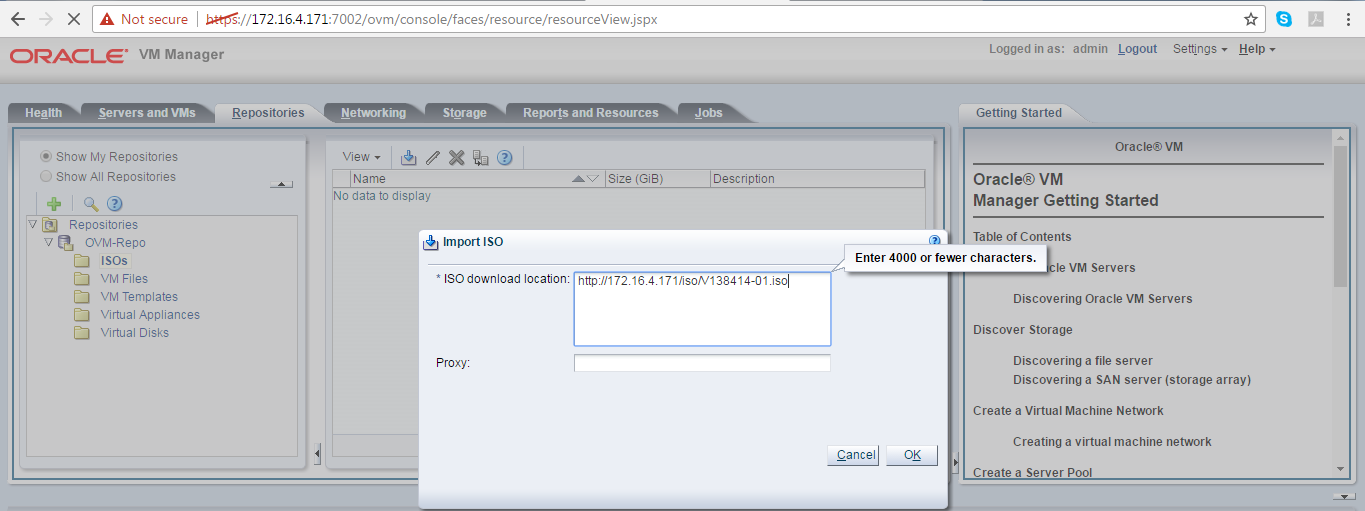 Not secure https://172.16.4.171:7002/ovm/console/faces/resource/resourceView.jspx
ORACLE® VM Manager
Logged in as: admin Logout Settings Help
Health Servers and VMs Repositories Networking Storage Reports and Resources Jobs
Getting Started
Show My Repositories
Show All Repositories
Repositories
OVM-Repo
ISOs
VM Files
VM Templates
Virtual Appliances
Virtual Disks
View
Name Size (GiB) Description
No data to display
Import ISO
Enter 4000 or fewer characters.
* ISO download location: http://172.16.4.171/iso/V138414-01.iso
Proxy:
Cancel OK
Oracle® VM
Oracle® VM
Manager Getting Started
Table of Contents
cle VM Servers
Discovering Oracle VM Servers
Discover Storage
Discovering a file server
Discovering a SAN server (storage array)
Create a Virtual Machine Network
Creating a virtual machine network
Create a Server Pool